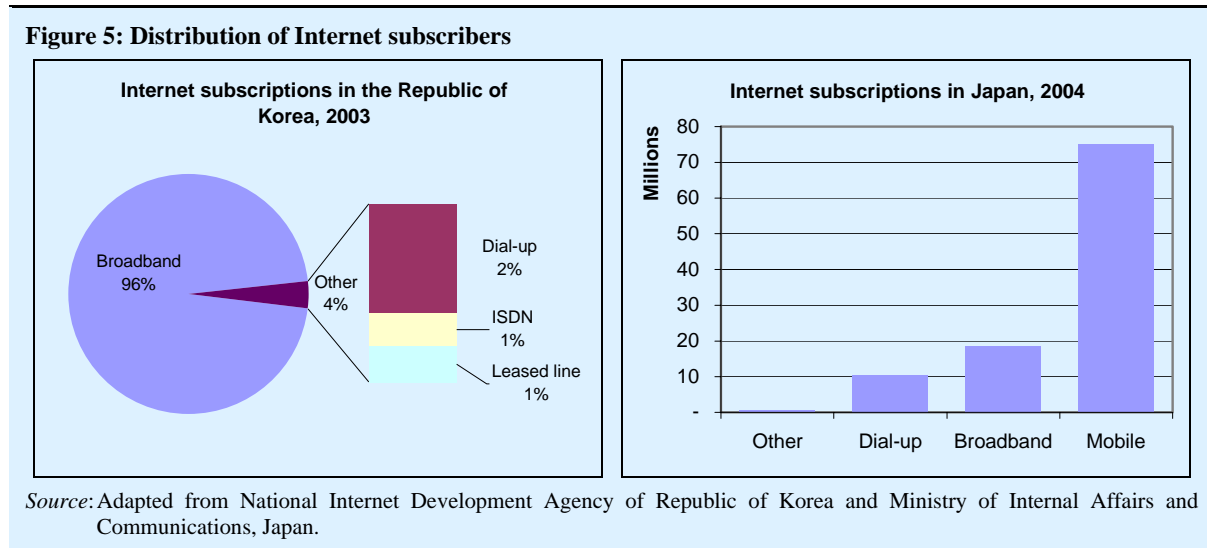 Figure 5: Distribution of Internet subscribers
Internet subscriptions in the Republic of
Korea, 2003
Broadband
96%
Other
4%
Dial-up
2%
ISDN
1%
Leased line
1%
Internet subscriptions in Japan, 2004
Millions
80
70
60
50
40
30
20
10
-
Other Dial-up Broadband Mobile
Source: Adapted from National Internet Development Agency of Republic of Korea and Ministry of Internal Affairs and
Communications, Japan.